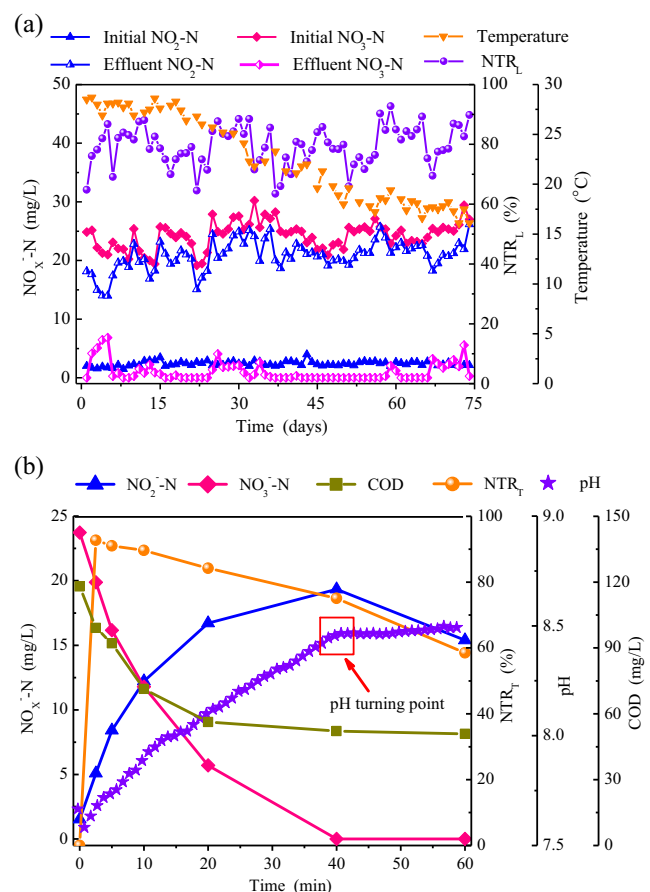 (a)
Initial NO₂⁻-N Initial NO₃⁻-N Temperature
Effluent NO₂⁻-N Effluent NO₃⁻-N NTR_L
50 100 30
40 80 25
30 60 20
20 40 15
10 20 10
0 0 5
0
NOₓ⁻-N (mg/L)
NTR_L (%)
Temperature (°C)
0 15 30 45 60 75
Time (days)
(b)
NO₂⁻-N NO₃⁻-N COD NTR_T pH
25 100 9.0 150
20 80 120
15 60 8.5 90
10 40 8.0 60
5 20 30
0 0 7.5 0
NOₓ⁻-N (mg/L)
pH turning point
NTR_T (%)
pH
COD (mg/L)
0 10 20 30 40 50 60
Time (min)